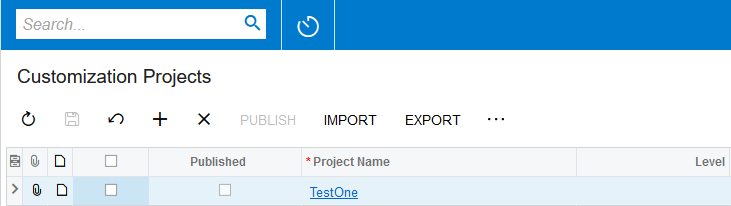 Search...
Customization Projects
PUBLISH IMPORT EXPORT ...
Published * Project Name Level
TestOne